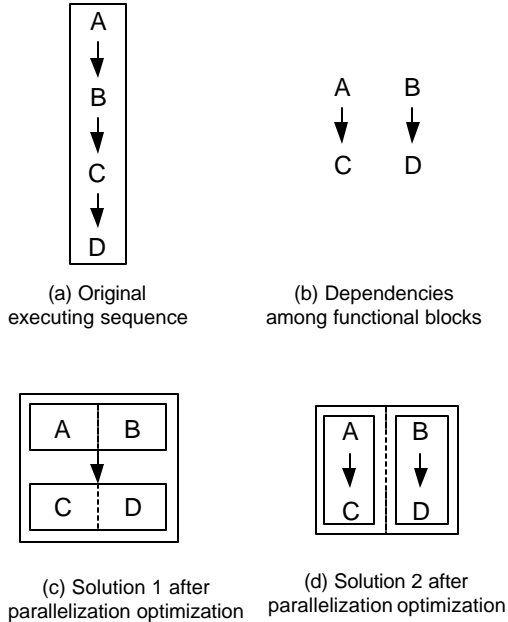 A
B
C
D
(a) Original
executing sequence
A B
C D
(b) Dependencies
among functional blocks
A B
C D
(c) Solution 1 after
parallelization optimization
A B
C D
(d) Solution 2 after
parallelization optimization